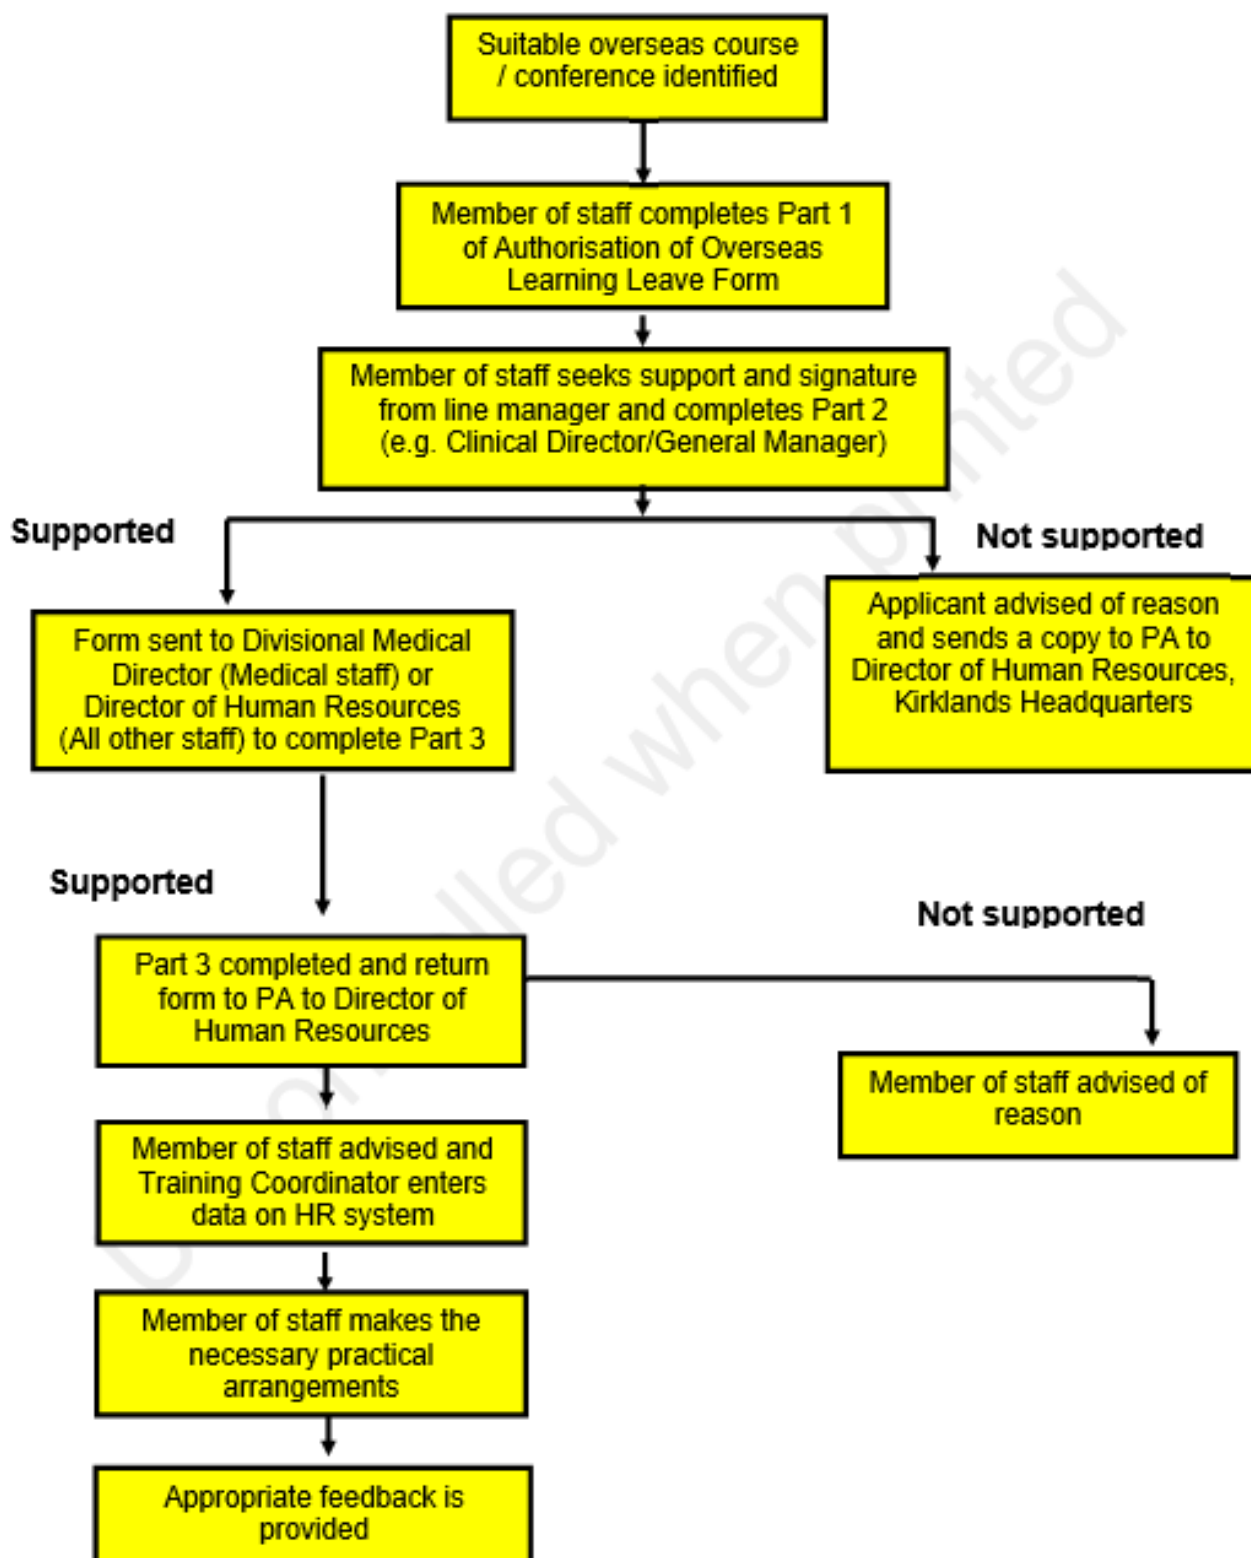 Suitable overseas course
/ conference identified
Member of staff completes Part 1
of Authorisation of Overseas
Learning Leave Form
Member of staff seeks support and signature
from line manager and completes Part 2
(e.g. Clinical Director/General Manager)
Supported
Not supported
Form sent to Divisional Medical
Director (Medical staff) or
Director of Human Resources
(All other staff) to complete Part 3
Applicant advised of reason
and sends a copy to PA to
Director of Human Resources,
Kirklands Headquarters
Supported
Not supported
Part 3 completed and return
form to PA to Director of
Human Resources
Member of staff advised of
reason
Member of staff advised and
Training Coordinator enters
data on HR system
Member of staff makes the
necessary practical
arrangements
Appropriate feedback is
provided
when printed